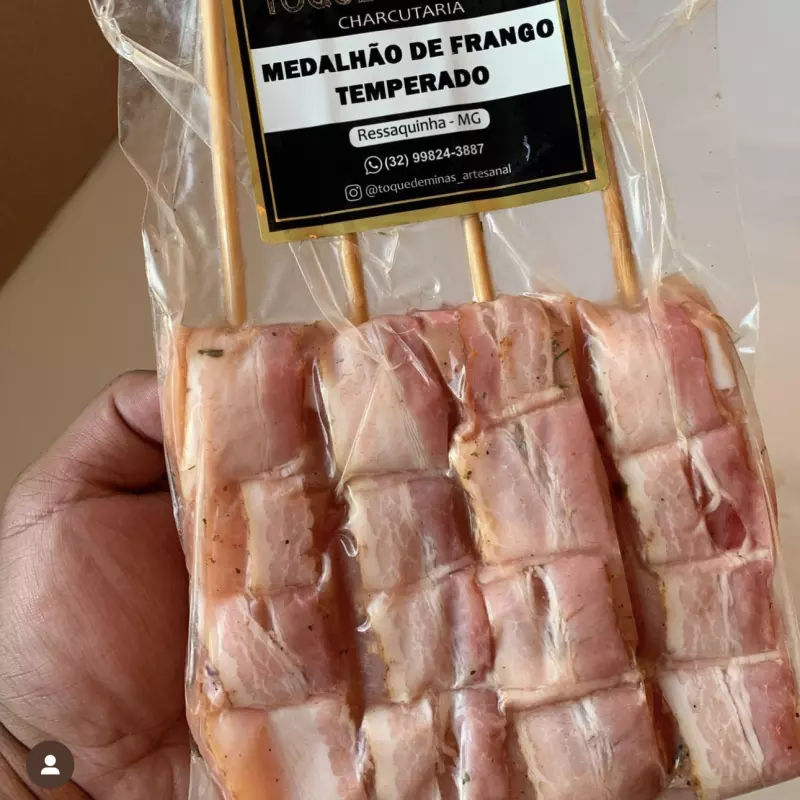 CHARCUTARIA
MEDALHÃO DE FRANGO
TEMPERADO
Ressaquinha - MG
(32) 99824-3887
@toquedeminas_artesanal